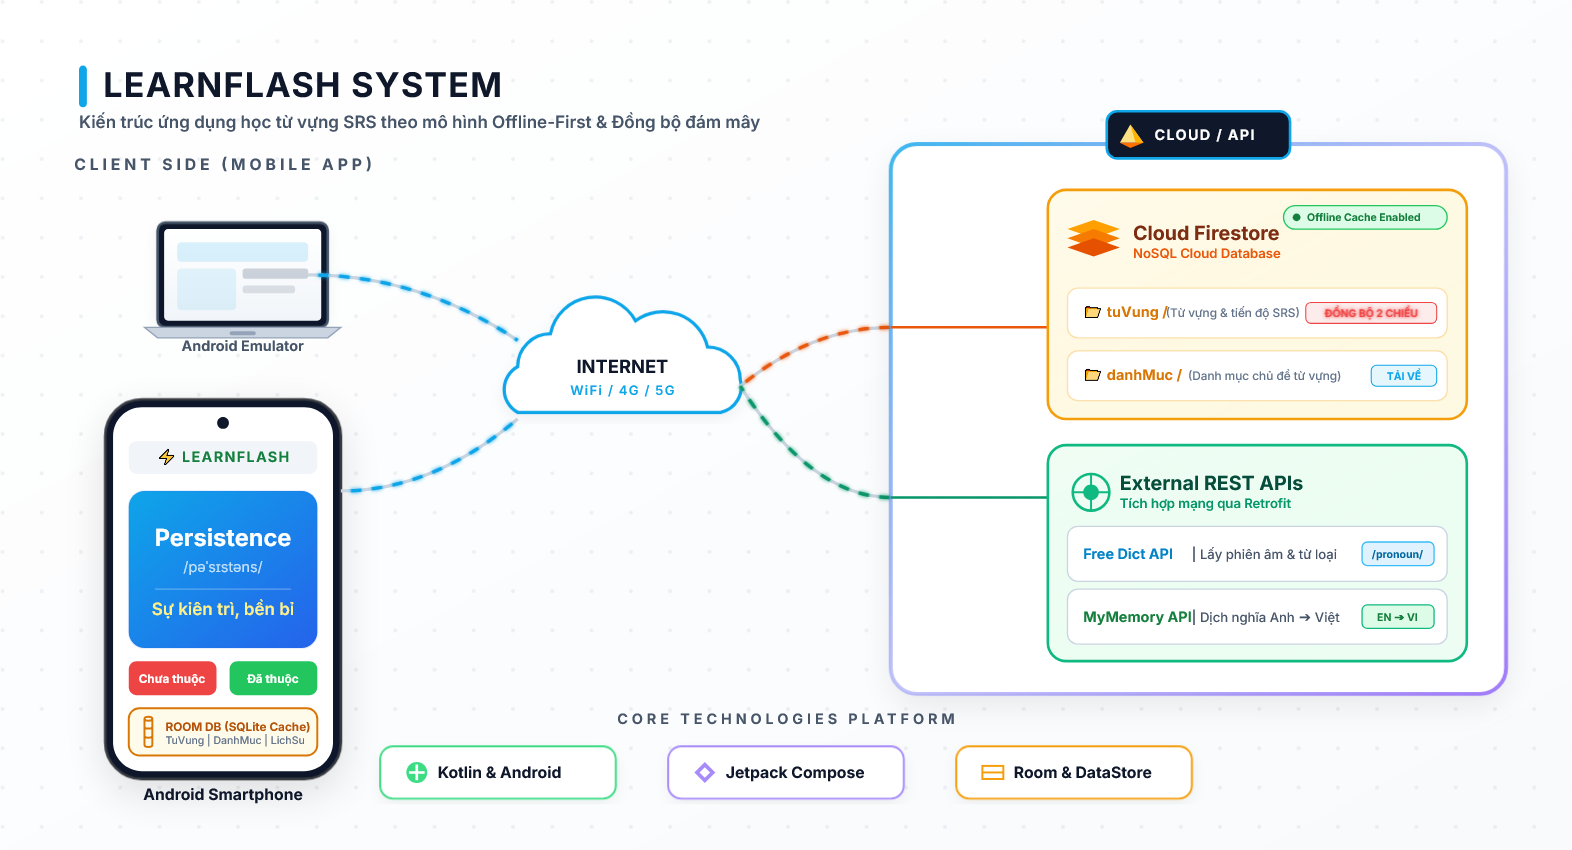 LEARNFLASH SYSTEM
Kiến trúc ứng dụng học từ vựng SRS theo mô hình Offline-First & Đồng bộ đám mây
CLIENT SIDE (MOBILE APP)
Android Emulator
LEARNFLASH
Persistence
/pəˈsɪstəns/
Sự kiên trì, bền bỉ
Chưa thuộc
Đã thuộc
ROOM DB (SQLite Cache)
TuVung | DanhMuc | LichSu
Android Smartphone
INTERNET
WiFi / 4G / 5G
CLOUD / API
Offline Cache Enabled
Cloud Firestore
NoSQL Cloud Database
tuVung / (Từ vựng & tiến độ SRS) ĐỒNG BỘ 2 CHIỀU
danhMuc / (Danh mục chủ đề từ vựng) TẢI VỀ
External REST APIs
Tích hợp mạng qua Retrofit
Free Dict API | Lấy phiên âm & từ loại /pronoun/
MyMemory API | Dịch nghĩa Anh ➔ Việt EN ➔ VI
CORE TECHNOLOGIES PLATFORM
Kotlin & Android
Jetpack Compose
Room & DataStore